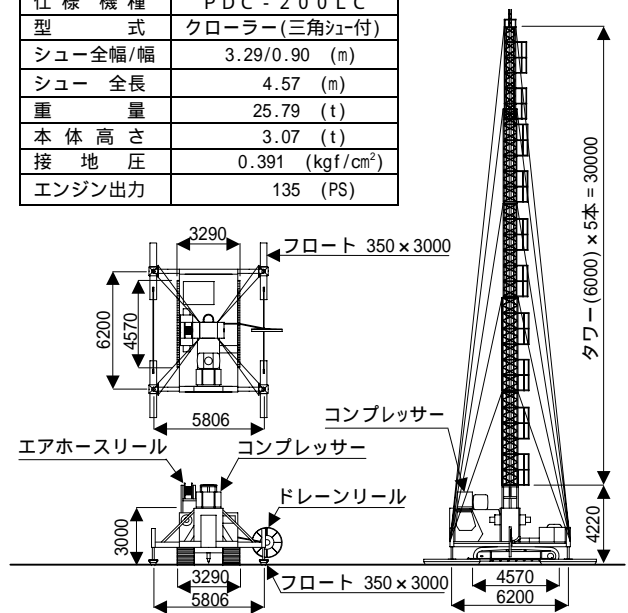 仕様 機種 PDC-200LC
型 式 クローラー(三角シュー付)
シュー全幅/幅 3.29/0.90 (m)
シュー 全長 4.57 (m)
重 量 25.79 (t)
本 体 高 さ 3.07 (t)
接 地 圧 0.391 (kgf/cm²)
エンジン出力 135 (PS)
3290
フロート 350×3000
6200
4570
5806
タワー(6000)×5本=30000
コンプレッサー
エアホースリール
コンプレッサー
ドレーンリール
3000
4220
3290
フロート 350×3000
5806
4570
6200